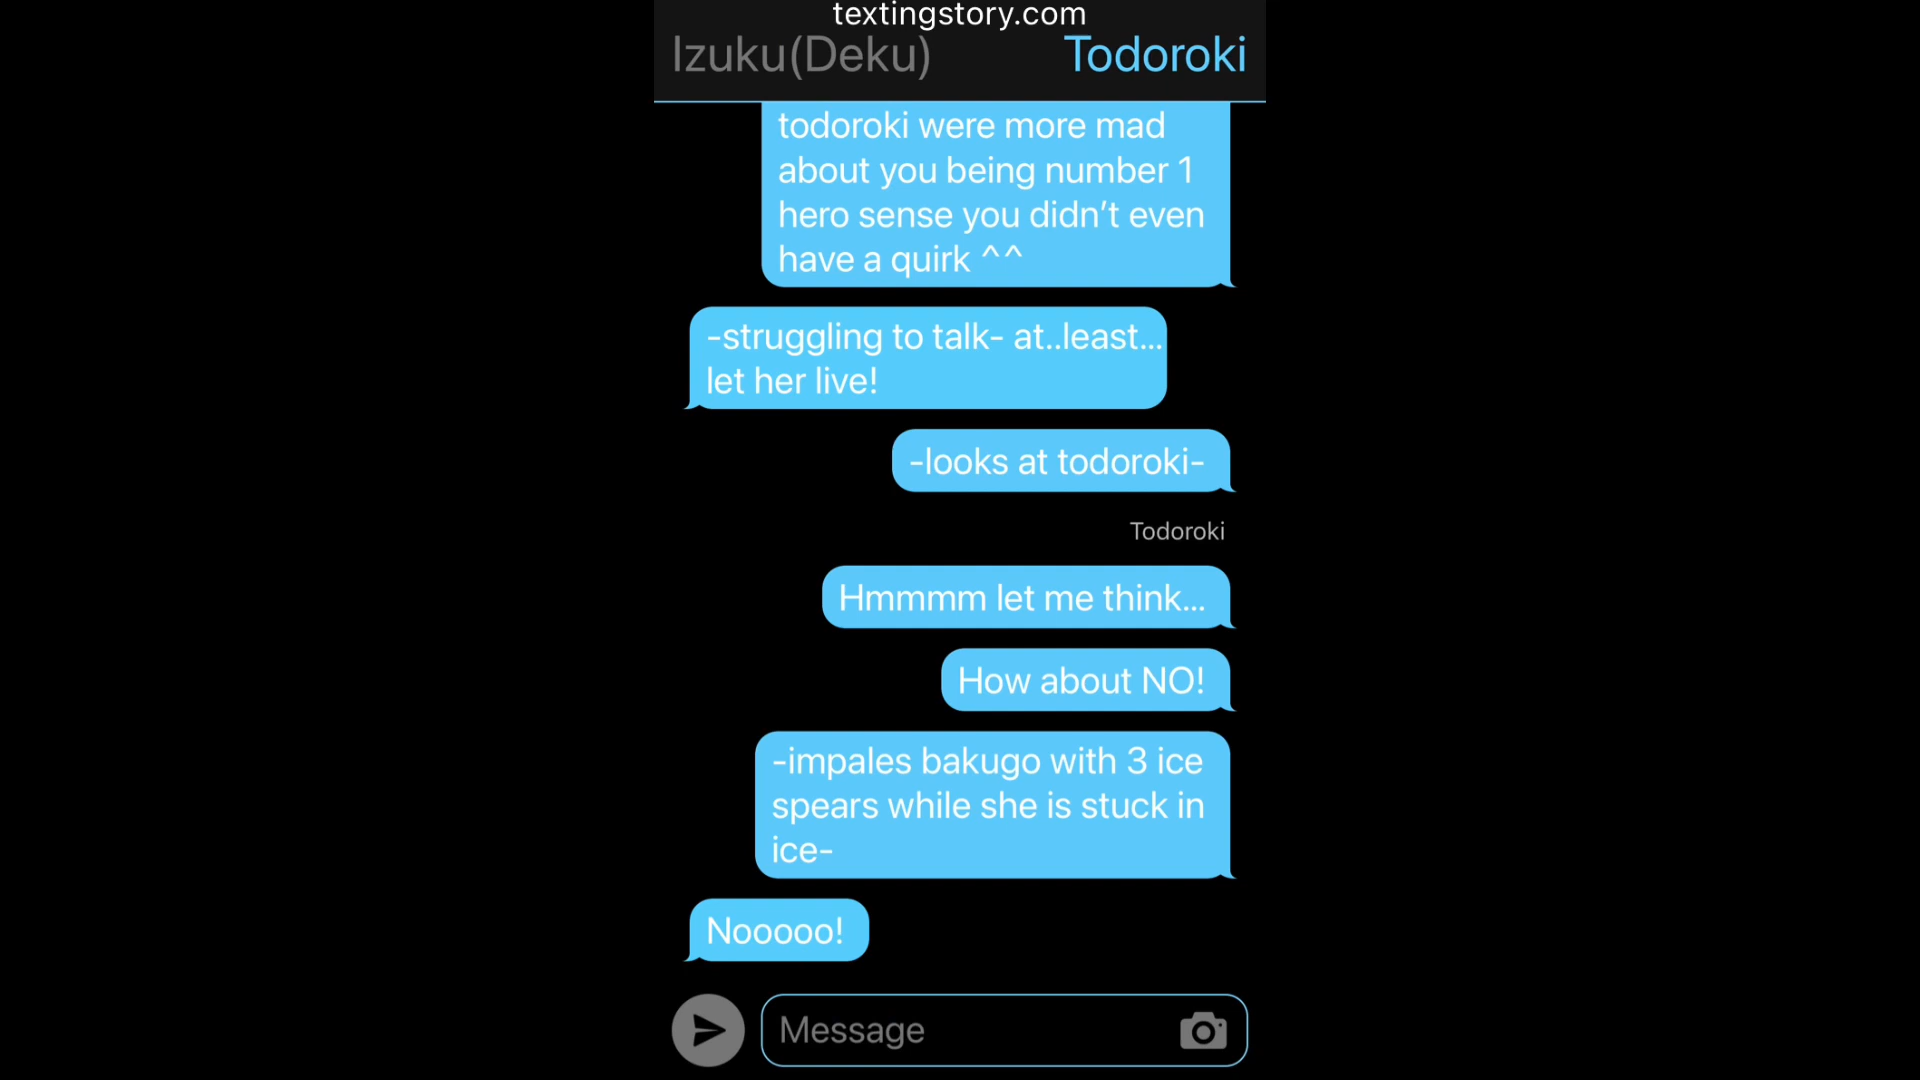 textingstory.com
Izuku(Deku) Todoroki
todoroki were more mad
about you being number 1
hero sense you didn’t even
have a quirk ^^
-struggling to talk- at..least...
let her live!
-looks at todoroki-
Todoroki
Hmmmm let me think...
How about NO!
-impales bakugo with 3 ice
spears while she is stuck in
ice-
Nooooo!
Message